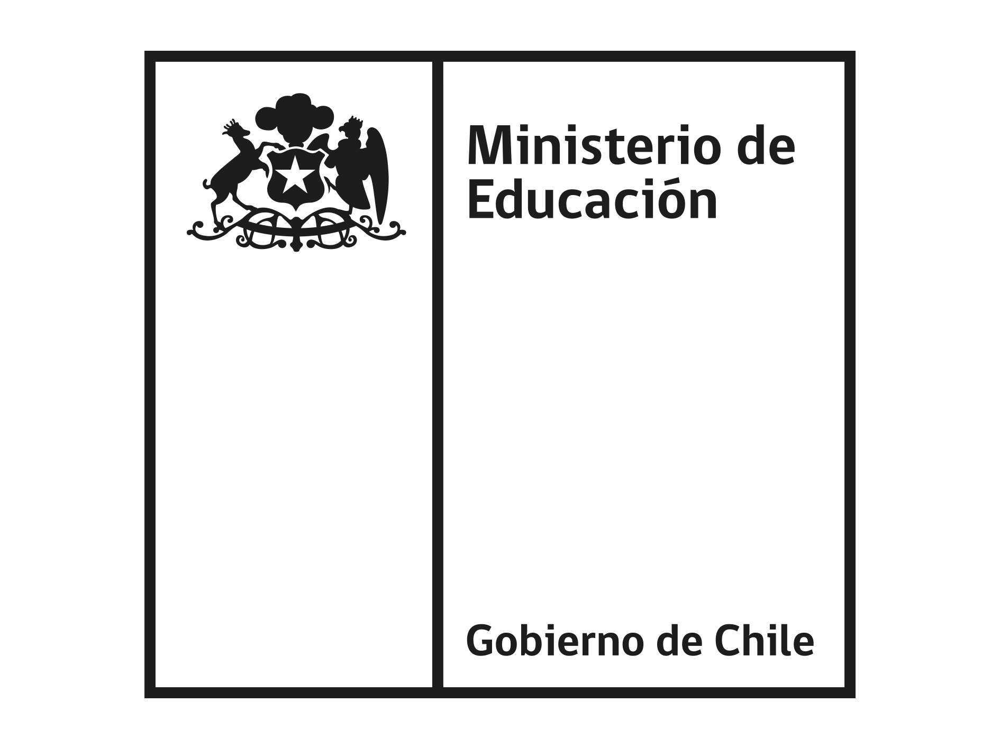 Ministerio de
Educación
Gobierno de Chile